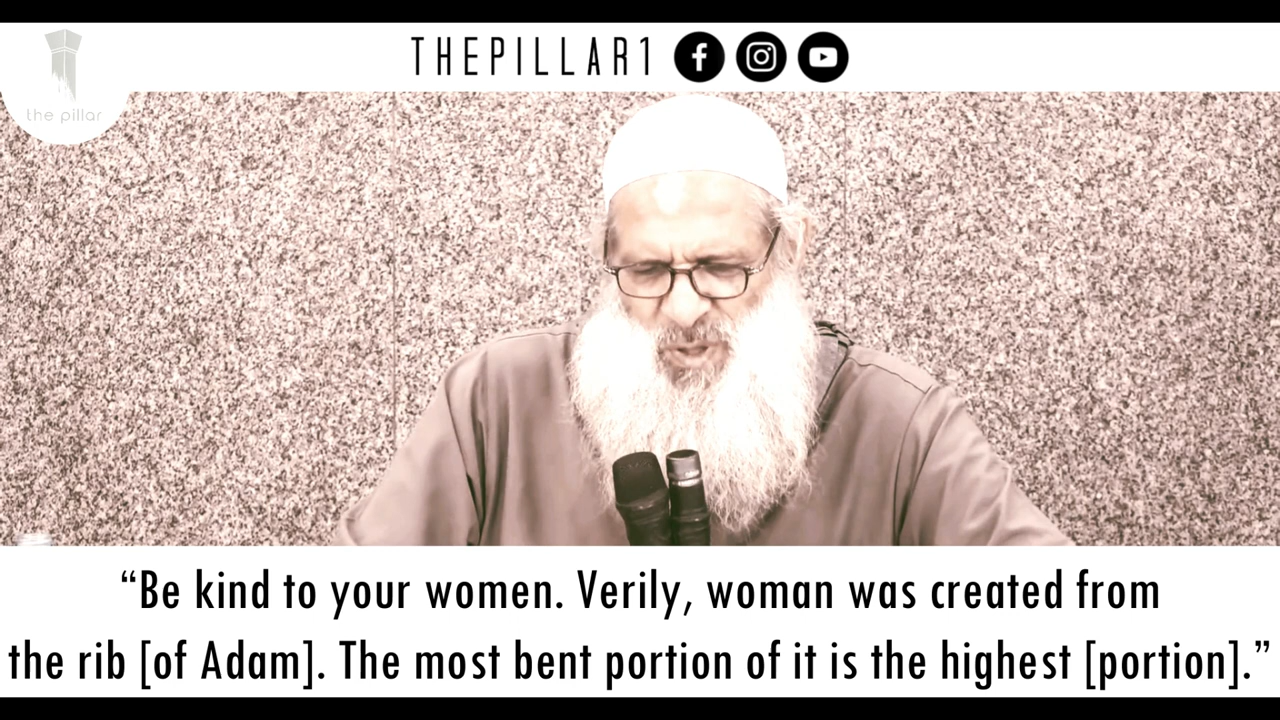 the pillar
THEPILLAR1
“Be kind to your women. Verily, woman was created from
the rib [of Adam]. The most bent portion of it is the highest [portion].”